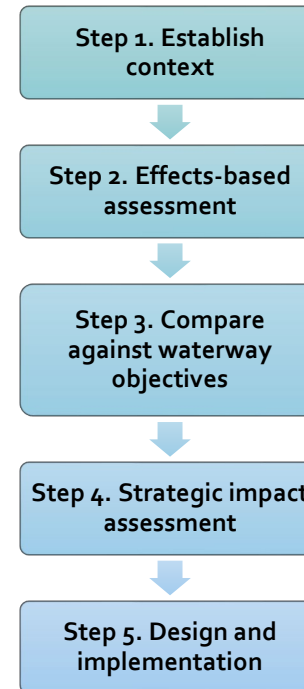 Step 1. Establish
context
Step 2. Effects-based
assessment
Step 3. Compare
against waterway
objectives
Step 4. Strategic impact
assessment
Step 5. Design and
implementation